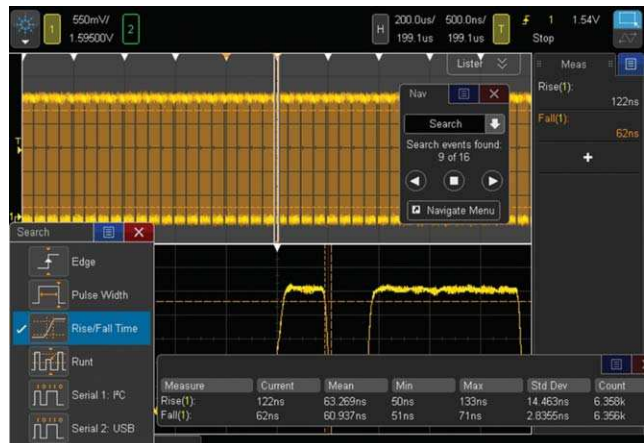 1
550mV/
1.59500V
2
H
200.0us/
199.1us
500.0ns/
199.1us
T
1
1.54V
Stop
Lister
Meas
Rise(1):
122ns
Fall(1):
62ns
Nav
Search
Search events found:
9 of 16
Navigate Menu
T
Search
Edge
Pulse Width
Rise/Fall Time
Runt
Serial 1: I²C
Serial 2: USB
Measure Current Mean Min Max Std Dev Count
Rise(1): 122ns 63.269ns 50ns 133ns 14.463ns 6.358k
Fall(1): 62ns 60.937ns 51ns 71ns 2.8355ns 6.356k